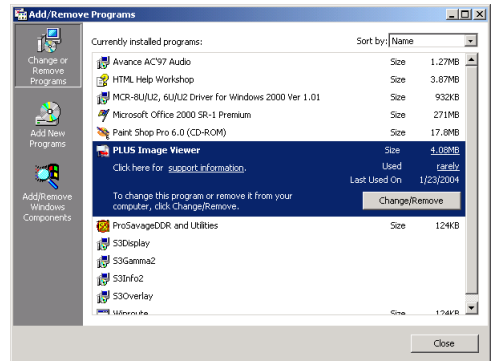 Add/Remove Programs
Change or
Remove
Programs
Add New
Programs
Add/Remove
Windows
Components
Currently installed programs:
Sort by: Name
Avance AC'97 Audio Size 1.27MB
HTML Help Workshop Size 3.87MB
MCR-8U/U2, 6U/U2 Driver for Windows 2000 Ver 1.01 Size 932KB
Microsoft Office 2000 SR-1 Premium Size 271MB
Paint Shop Pro 6.0 (CD-ROM) Size 17.8MB
PLUS Image Viewer Size 4.08MB
Click here for support information. Used rarely
Last Used On 1/23/2004
To change this program or remove it from your
computer, click Change/Remove.
Change/Remove
ProSavageDDR and Utilities Size 124KB
S3Display
S3Gamma2
S3Info2
S3Overlay
Winroute Size 124KB
Close